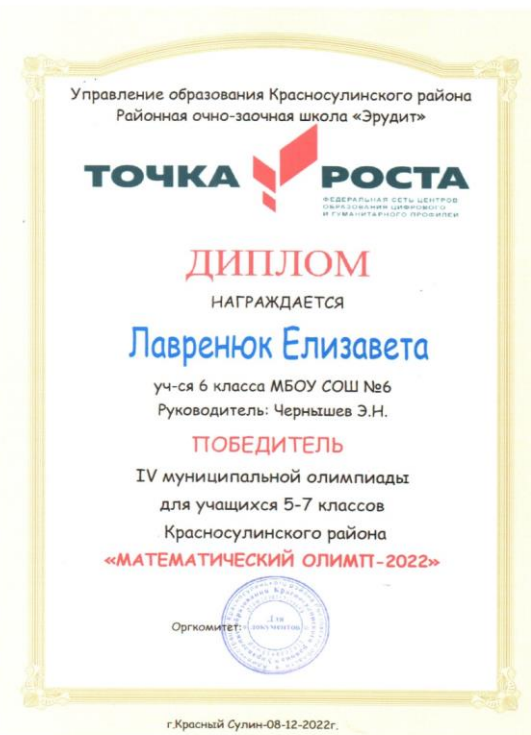 Управление образования Красносулинского района
Районная очно-заочная школа «Эрудит»
ТОЧКА РОСТА
ФЕДЕРАЛЬНАЯ СЕТЬ ЦЕНТРОВ
ОБРАЗОВАНИЯ ЦИФРОВОГО
И ГУМАНИТАРНОГО ПРОФИЛЕЙ
ДИПЛОМ
НАГРАЖДАЕТСЯ
Лавренюк Елизавета
уч-ся 6 класса МБОУ СОШ №6
Руководитель: Чернышев Э.Н.
ПОБЕДИТЕЛЬ
IV муниципальной олимпиады
для учащихся 5-7 классов
Красносулинского района
«МАТЕМАТИЧЕСКИЙ ОЛИМП-2022»
Оргкомитет:
Для
документов
г.Красный Сулин-08-12-2022г.